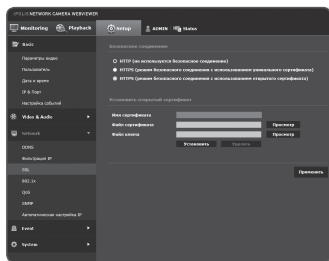 iPOLiS NETWORK CAMERA WEBVIEWER
Monitoring
Playback
Setup
ADMIN
Status
Basic
Параметры видео
Пользователь
Дата и время
IP & Порт
Настройка событий
Video & Audio
Network
DDNS
Фильтрация IP
SSL
802.1x
QoS
SNMP
Автоматическая настройка IP
Event
System
Безопасное соединение
HTTP (не используется безопасное соединение)
HTTPS (режим безопасного соединения с использованием уникального сертификата)
HTTPS (режим безопасного соединения с использованием открытого сертификата)
Установить открытый сертификат
Имя сертификата
Файл сертификата
Просмотр
Файл ключа
Просмотр
Установить
Удалить
Применить